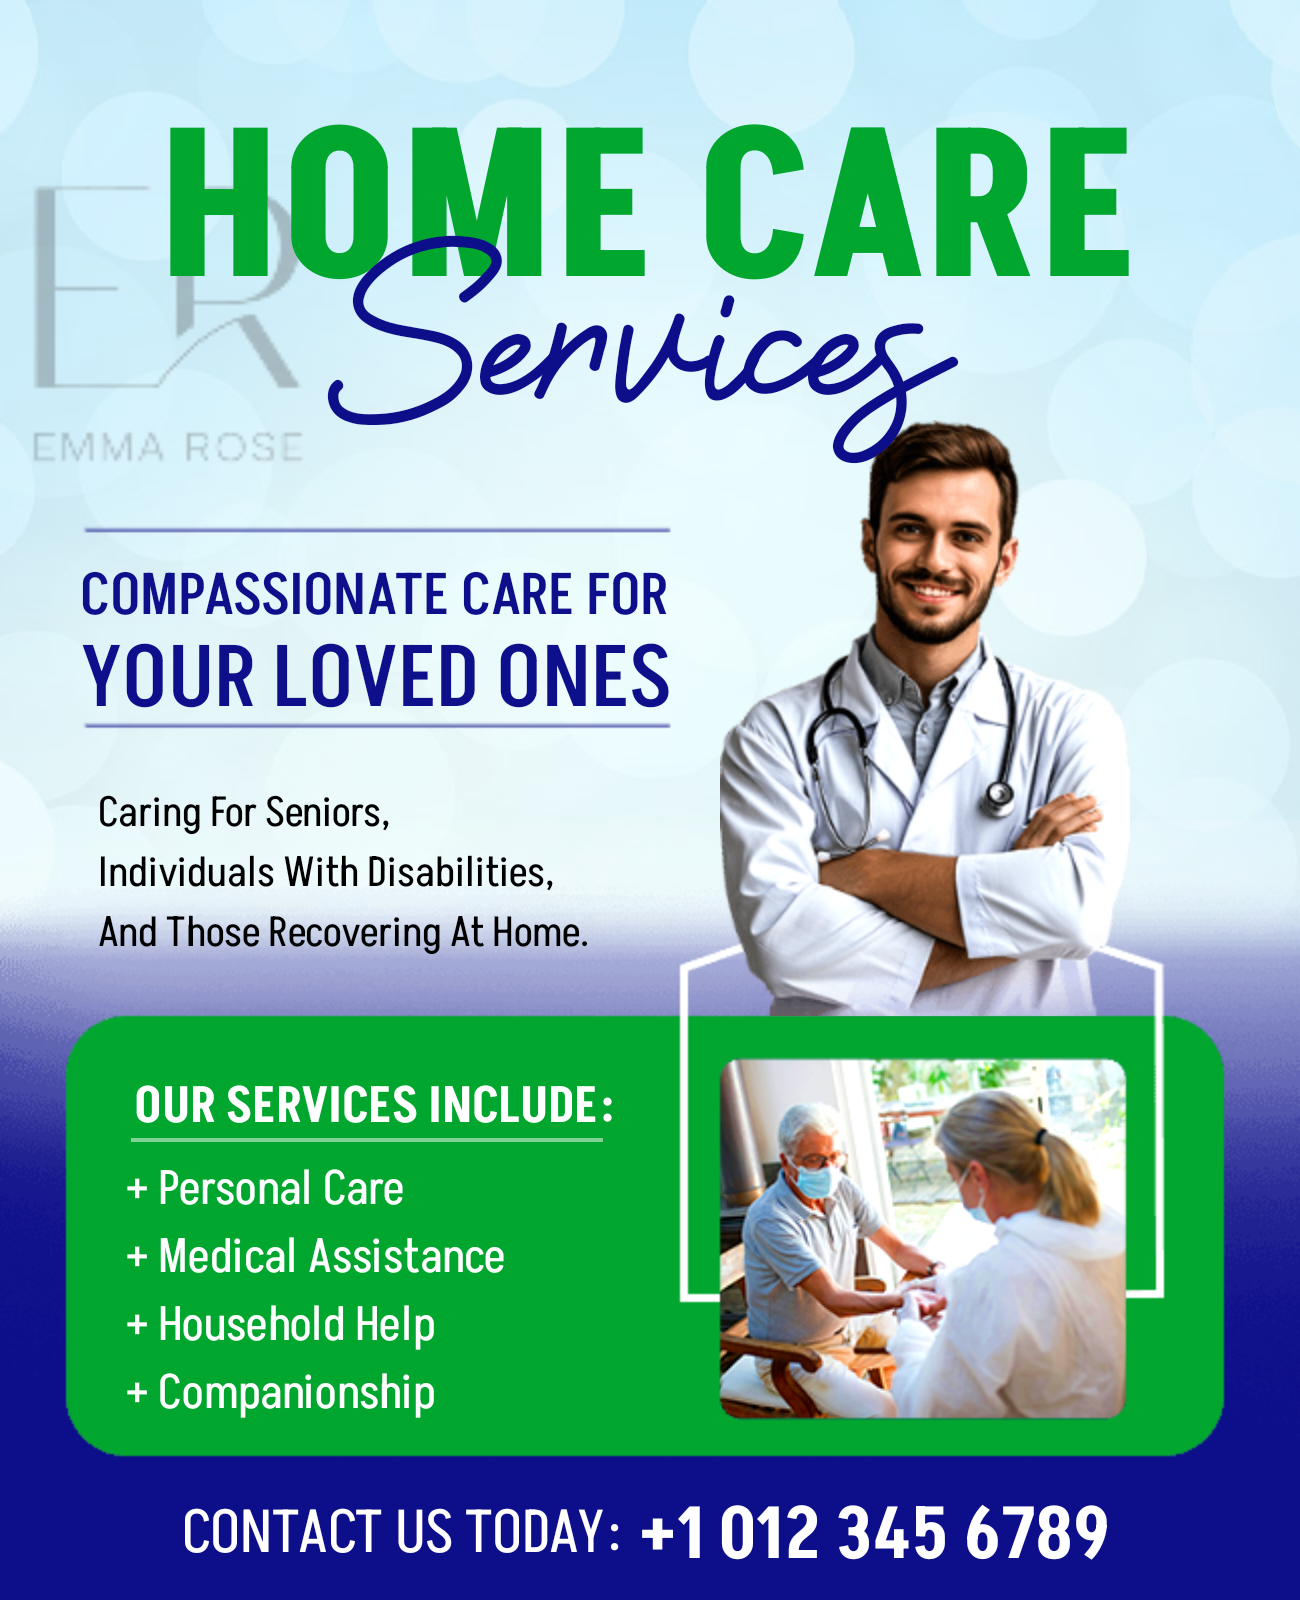 HOME CARE
Services
ER
EMMA ROSE
COMPASSIONATE CARE FOR
YOUR LOVED ONES
Caring For Seniors,
Individuals With Disabilities,
And Those Recovering At Home.
OUR SERVICES INCLUDE:
+ Personal Care
+ Medical Assistance
+ Household Help
+ Companionship
CONTACT US TODAY: +1 012 345 6789